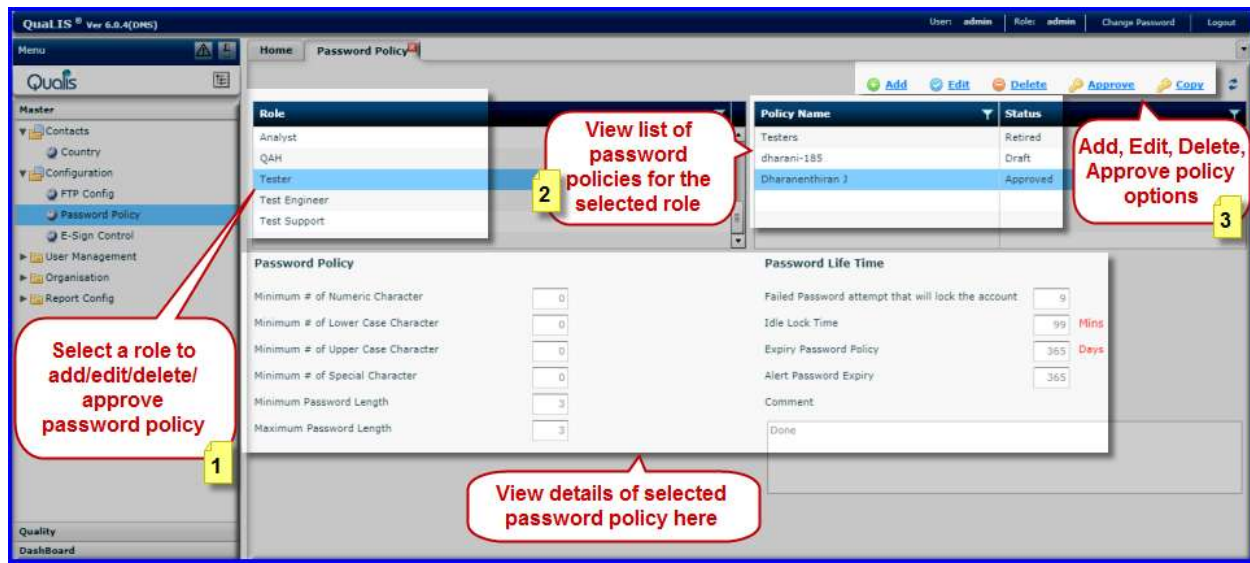 QuaLIS ® Ver 6.0.4(DMS)
User: admin
Role: admin
Change Password
Logout
Menu
Home
Password Policy
Qualis
Add
Edit
Delete
Approve
Copy
Master
Contacts
Country
Configuration
FTP Config
Password Policy
E-Sign Control
User Management
Organisation
Report Config
Role
Analyst
QAH
Tester
Test Engineer
Test Support
View list of
password
policies for the
selected role
2
Policy Name
Status
Testers
Retired
dharani-185
Draft
Dharanenthiran J
Approved
Add, Edit, Delete,
Approve policy
options
3
Select a role to
add/edit/delete/
approve
password policy
1
Password Policy
Minimum # of Numeric Character 0
Minimum # of Lower Case Character 0
Minimum # of Upper Case Character 0
Minimum # of Special Character 0
Minimum Password Length 3
Maximum Password Length 3
Password Life Time
Failed Password attempt that will lock the account 9
Idle Lock Time 99 Mins
Expiry Password Policy 365 Days
Alert Password Expiry 365
Comment
Done
View details of selected
password policy here
Quality
DashBoard